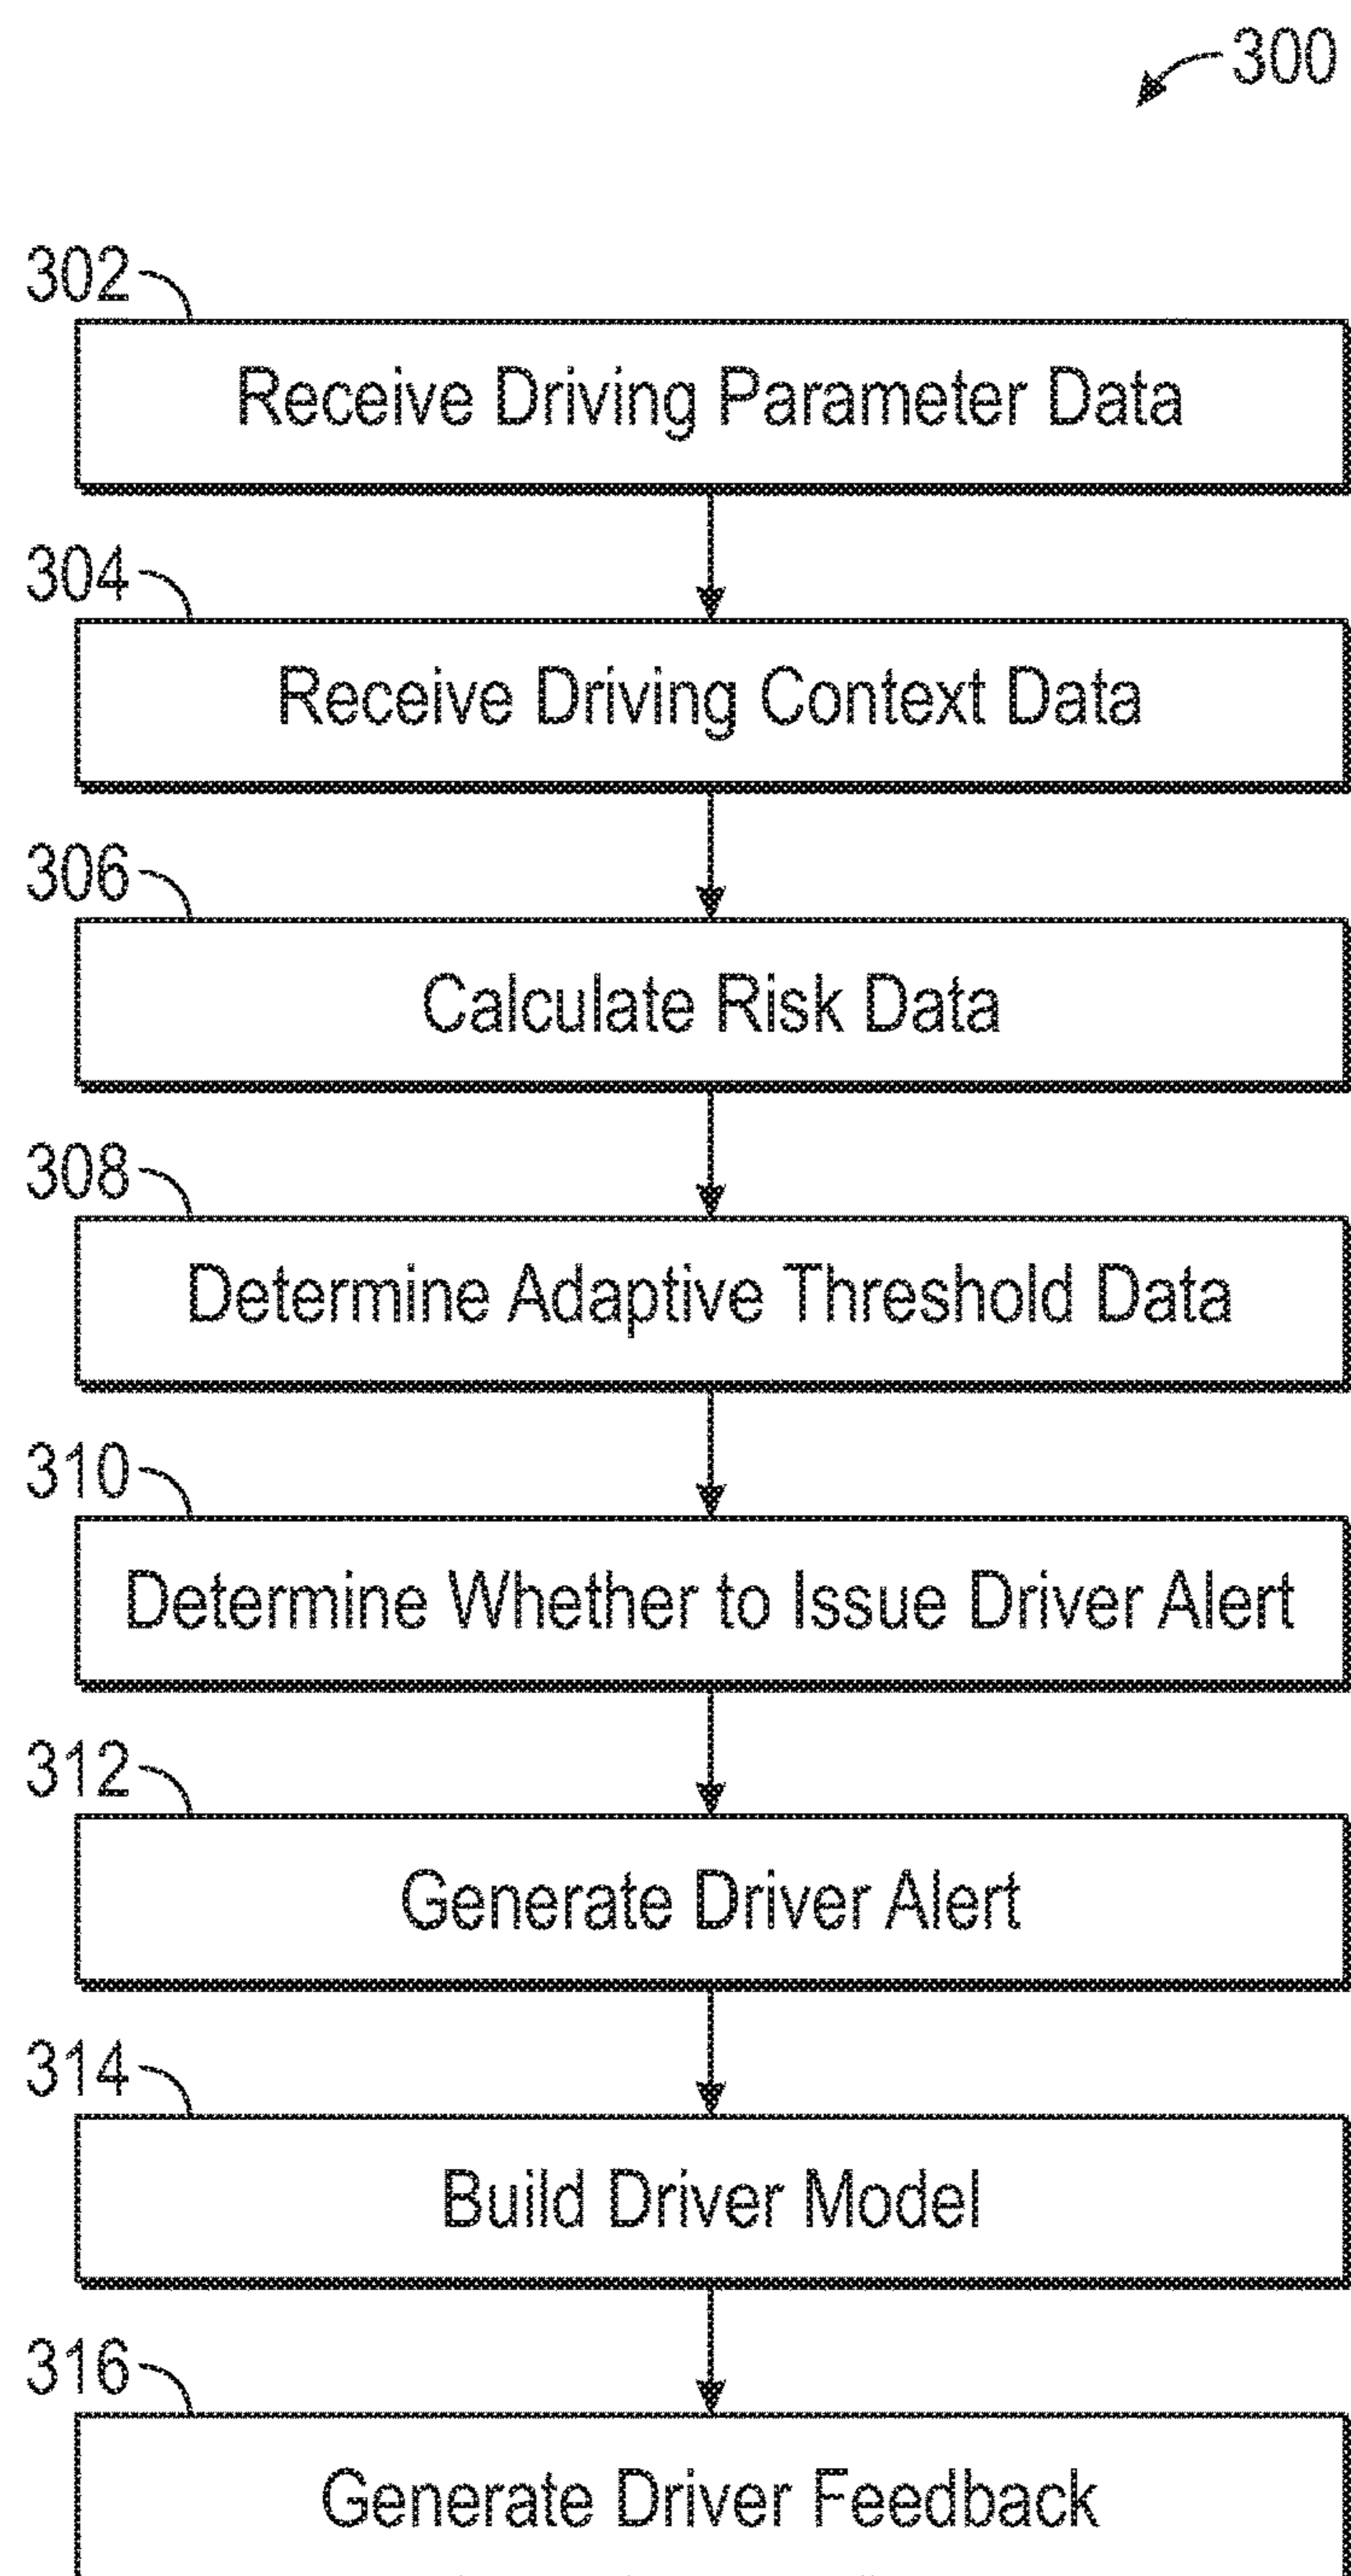 300
302
Receive Driving Parameter Data
304
Receive Driving Context Data
306
Calculate Risk Data
308
Determine Adaptive Threshold Data
310
Determine Whether to Issue Driver Alert
312
Generate Driver Alert
314
Build Driver Model
316
Generate Driver Feedback